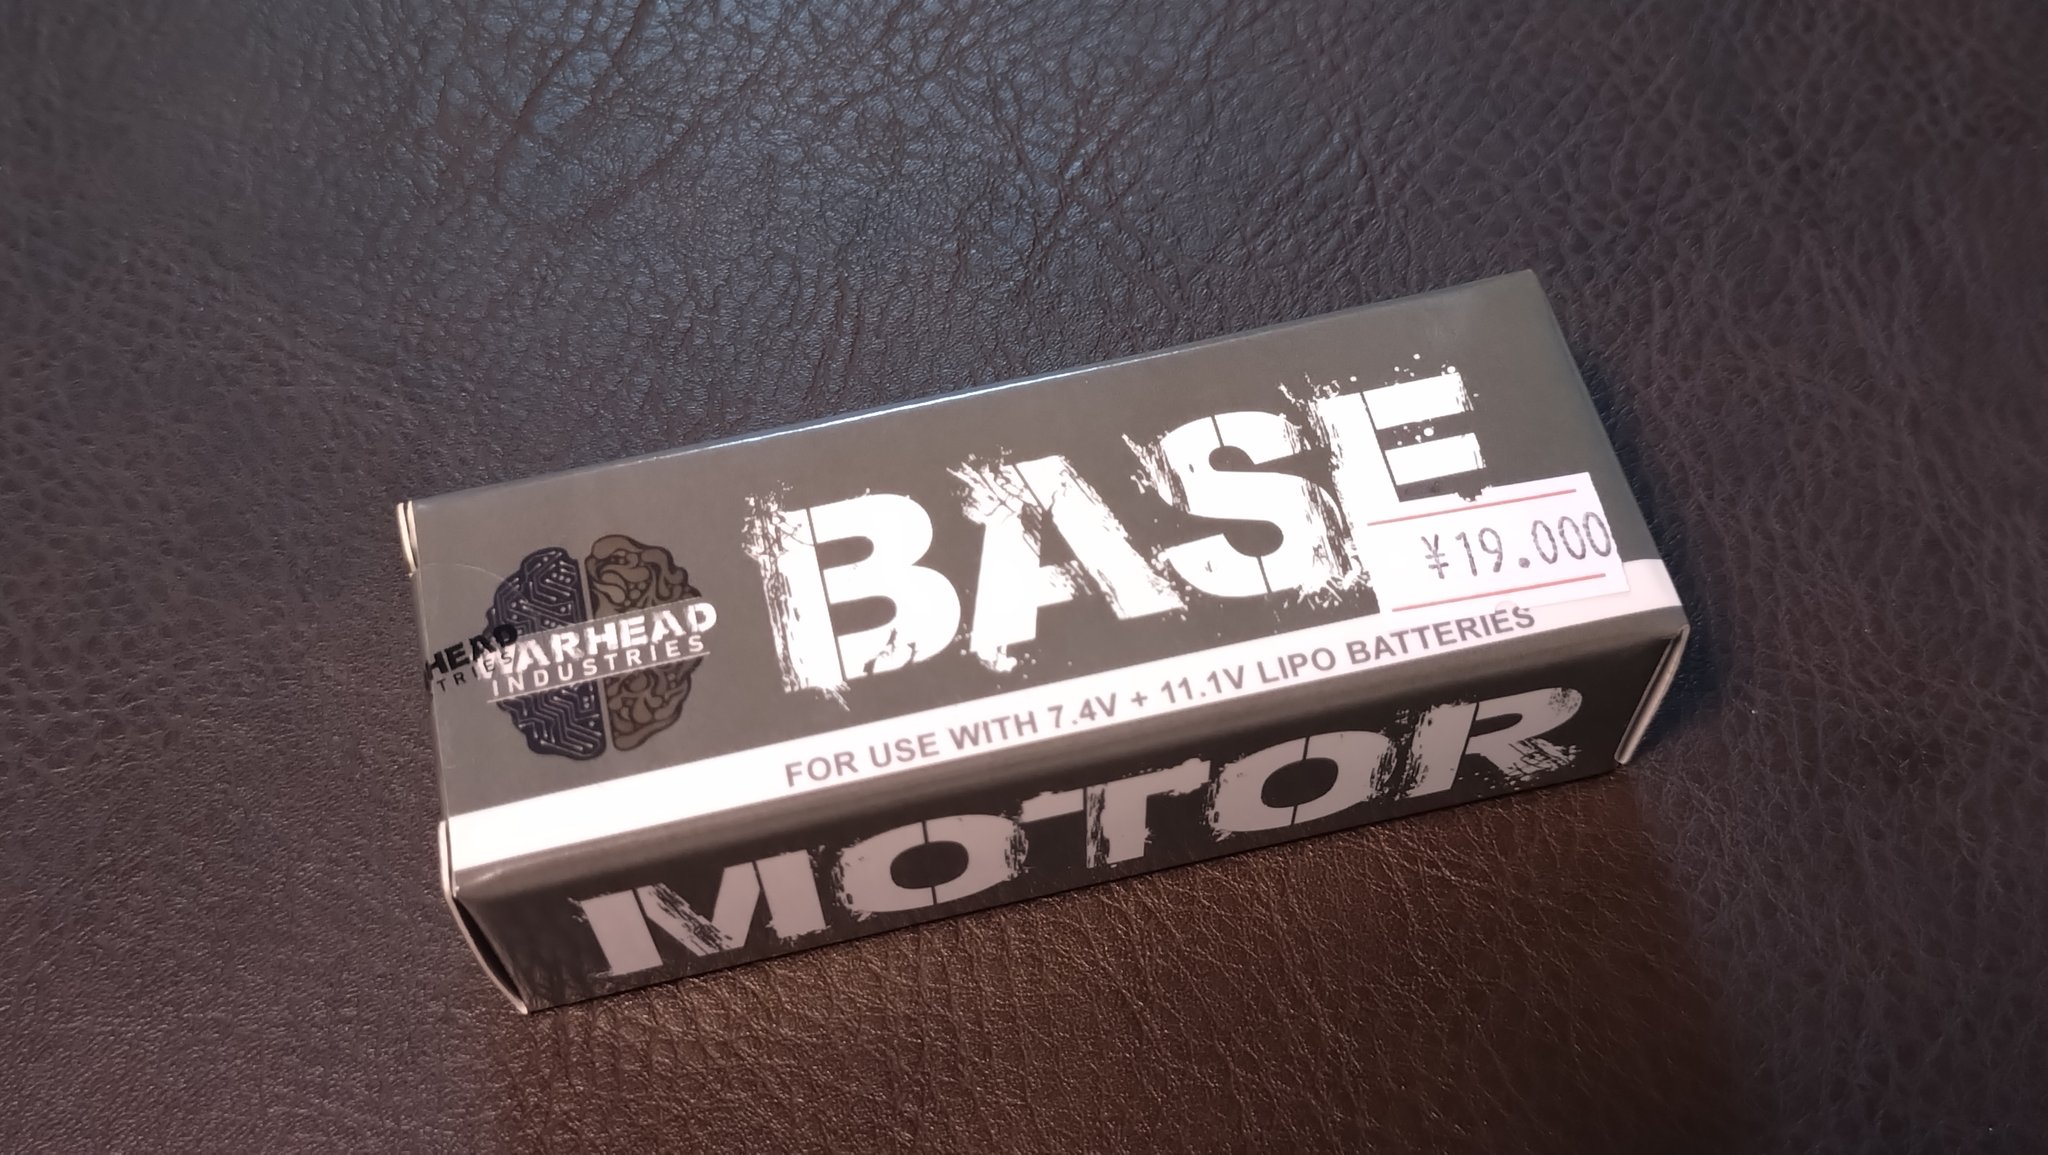 BASE
¥19.000
WARHEAD
INDUSTRIES
FOR USE WITH 7.4V + 11.1V LIPO BATTERIES
MOTOR